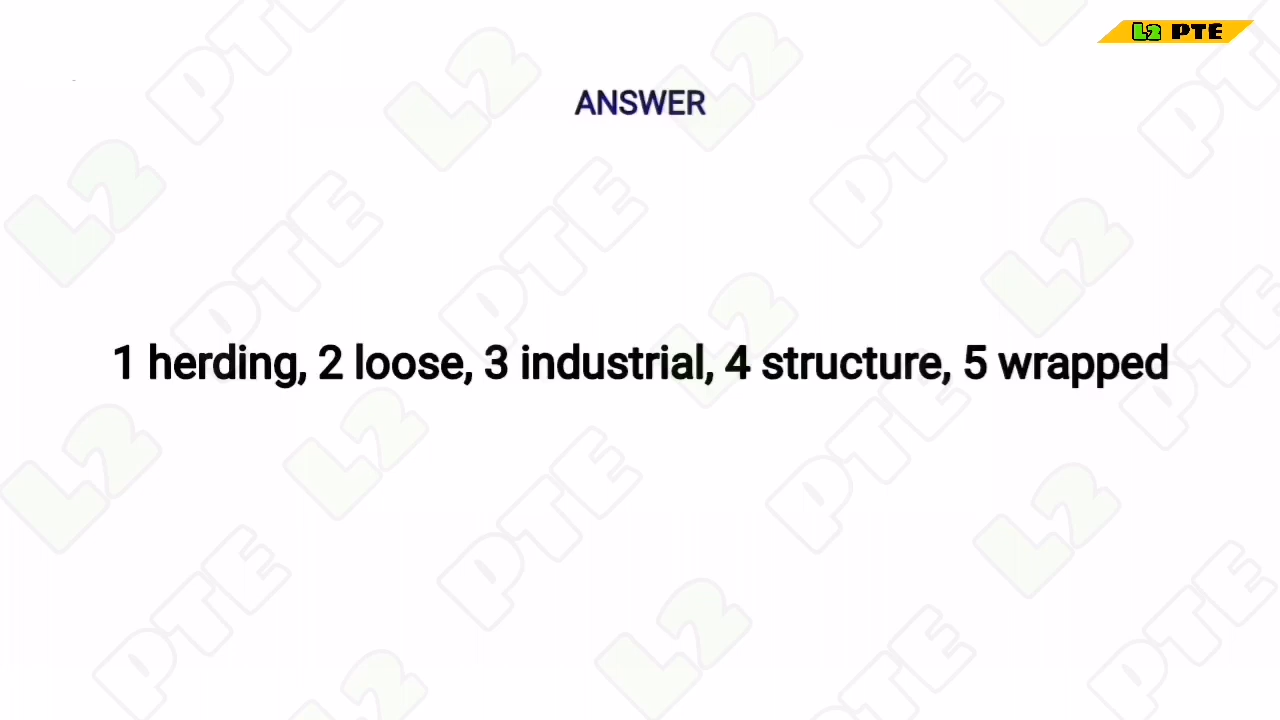 L2 PTE
ANSWER
1 herding, 2 loose, 3 industrial, 4 structure, 5 wrapped